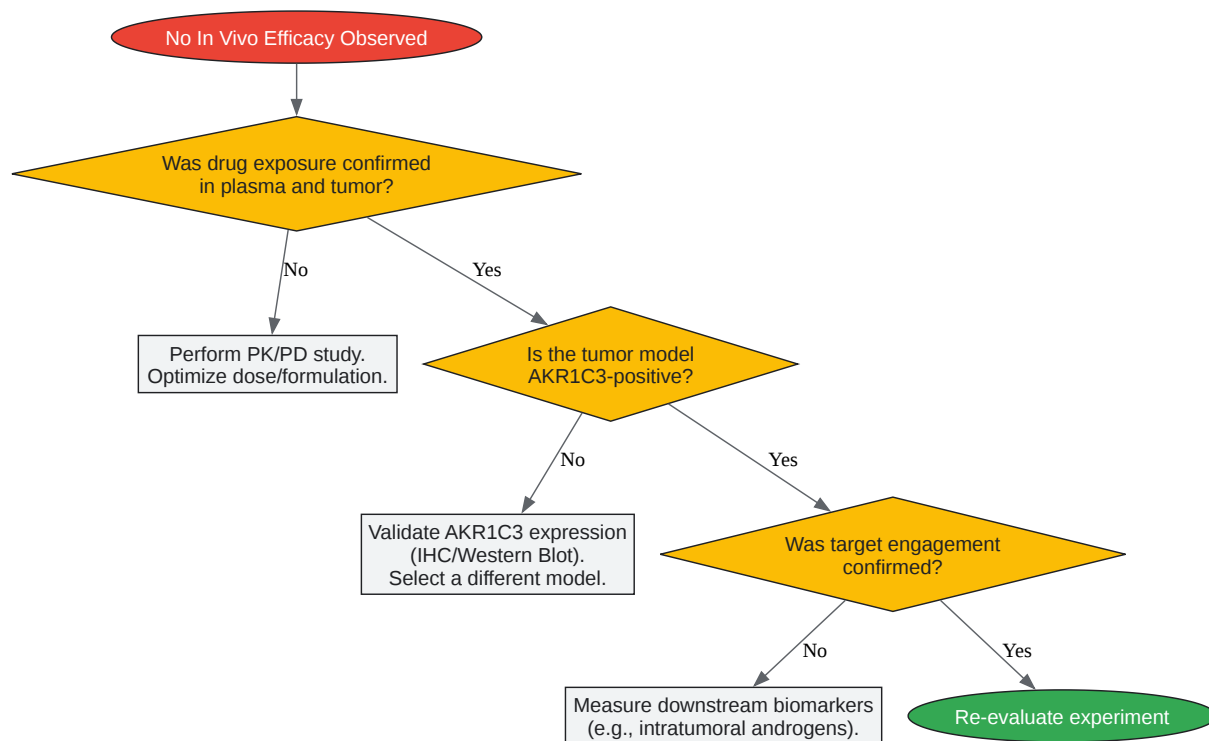 No In Vivo Efficacy Observed
Was drug exposure confirmed
in plasma and tumor?
No
Yes
Perform PK/PD study.
Optimize dose/formulation.
Is the tumor model
AKR1C3-positive?
No
Yes
Validate AKR1C3 expression
(IHC/Western Blot).
Select a different model.
Was target engagement
confirmed?
No
Yes
Measure downstream biomarkers
(e.g., intratumoral androgens).
Re-evaluate experiment